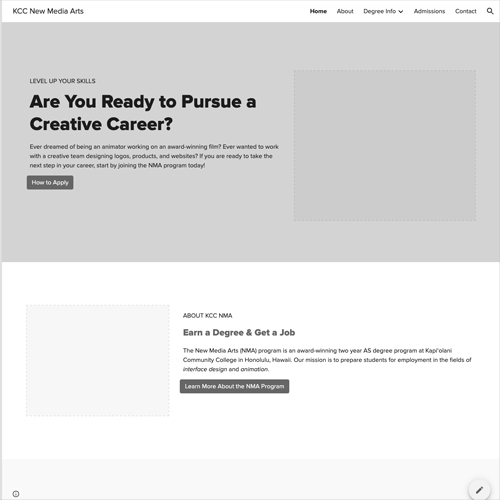 KCC New Media Arts
Home About Degree Info Admissions Contact
LEVEL UP YOUR SKILLS
Are You Ready to Pursue a
Creative Career?
Ever dreamed of being an animator working on an award-winning film? Ever wanted to work
with a creative team designing logos, products, and websites? If you are ready to take the
next step in your career, start by joining the NMA program today!
How to Apply
ABOUT KCC NMA
Earn a Degree & Get a Job
The New Media Arts (NMA) program is an award-winning two year AS degree program at Kapiʻolani
Community College in Honolulu, Hawaii. Our mission is to prepare students for employment in the fields of
interface design and animation.
Learn More About the NMA Program